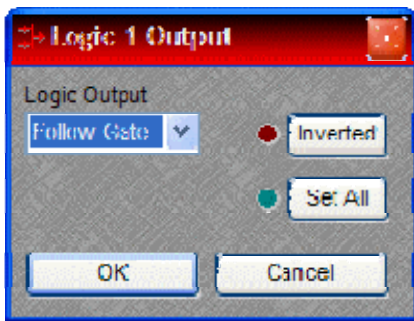 Logic 1 Output
Logic Output
Follow Gate
Inverted
Set All
OK
Cancel